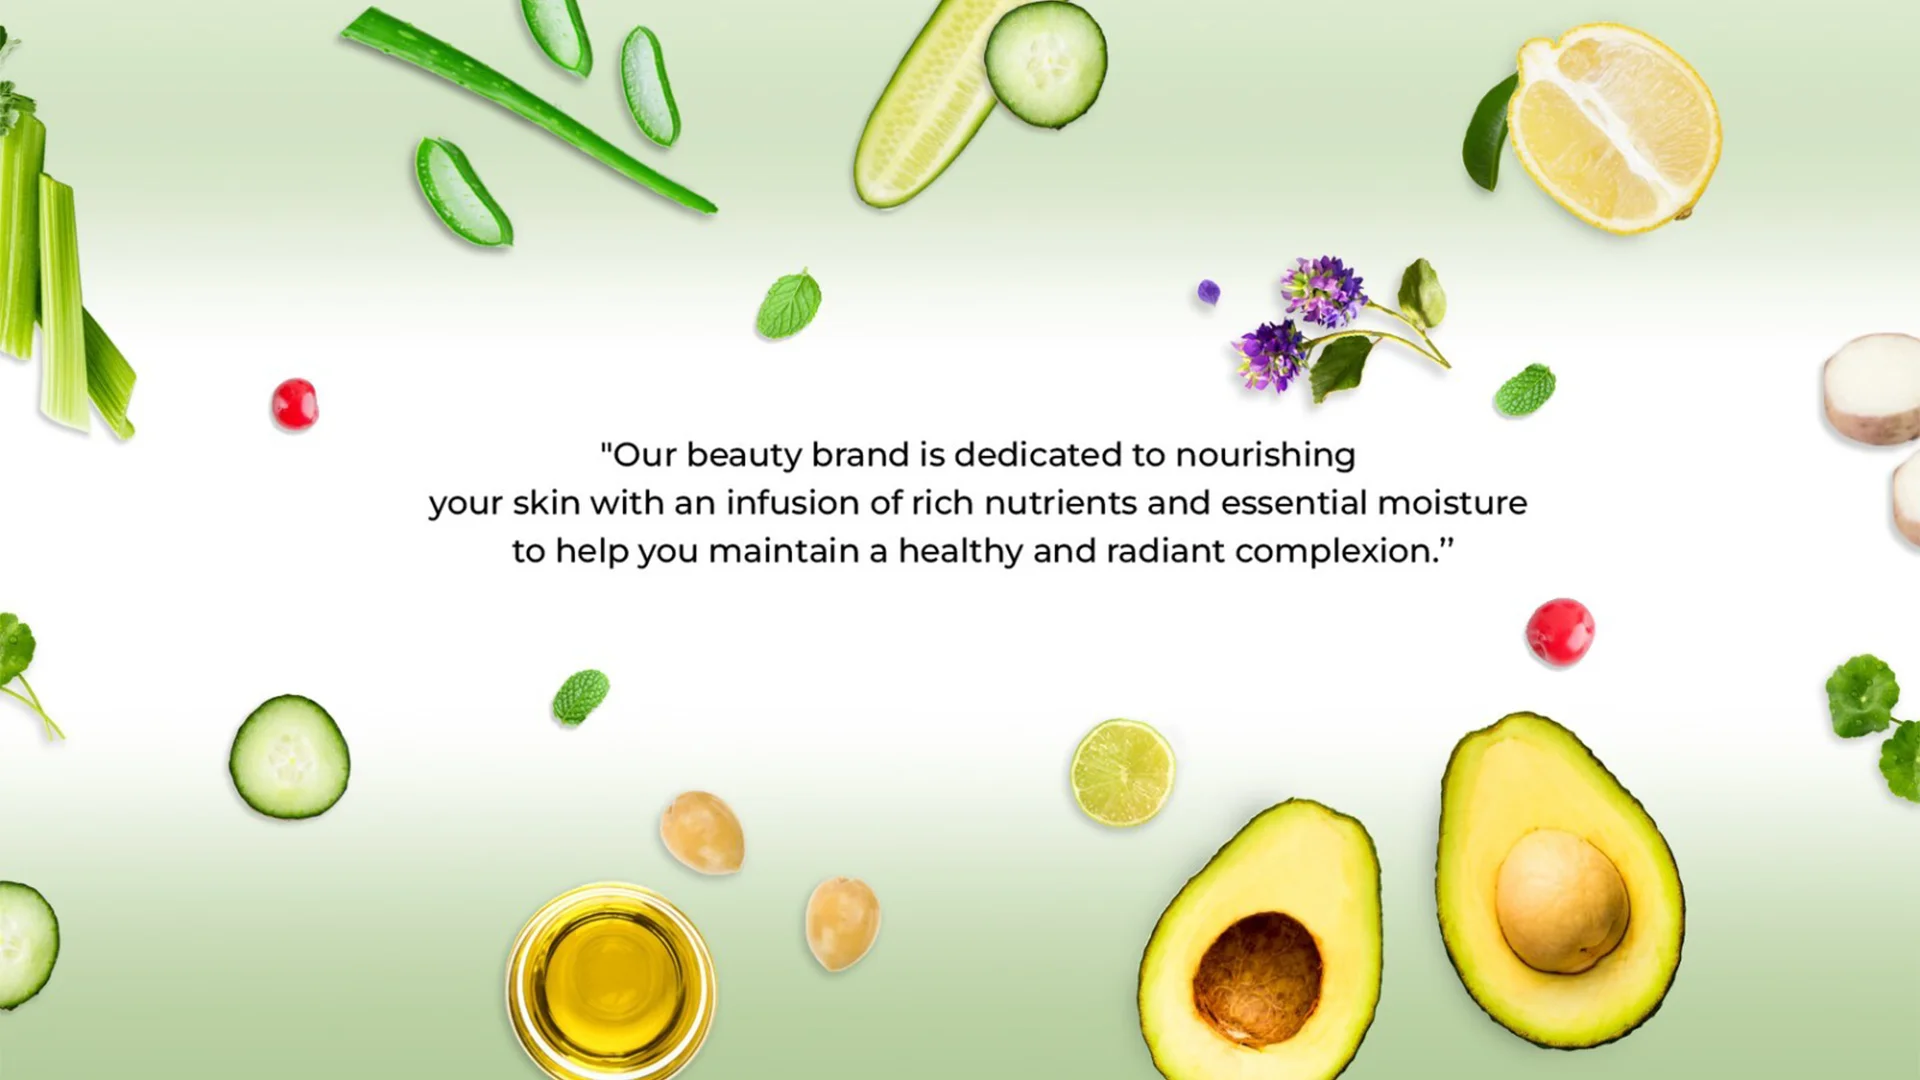 "Our beauty brand is dedicated to nourishing
your skin with an infusion of rich nutrients and essential moisture
to help you maintain a healthy and radiant complexion.’’